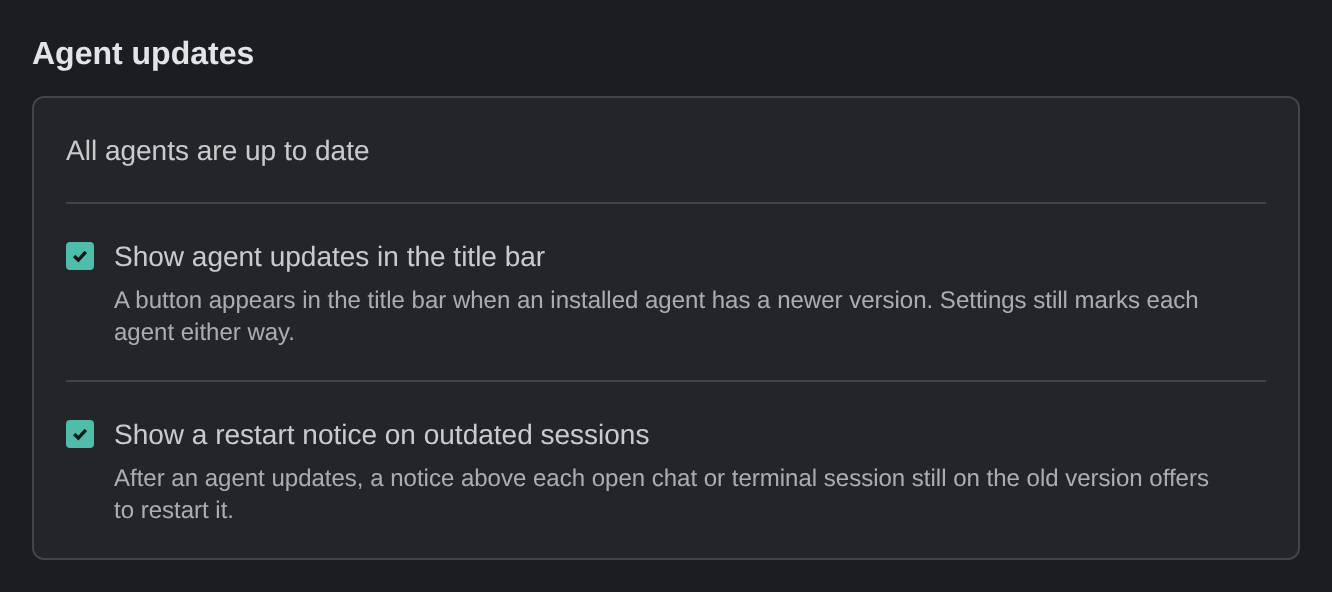 Agent updates
All agents are up to date
Show agent updates in the title bar
A button appears in the title bar when an installed agent has a newer version. Settings still marks each
agent either way.
Show a restart notice on outdated sessions
After an agent updates, a notice above each open chat or terminal session still on the old version offers
to restart it.